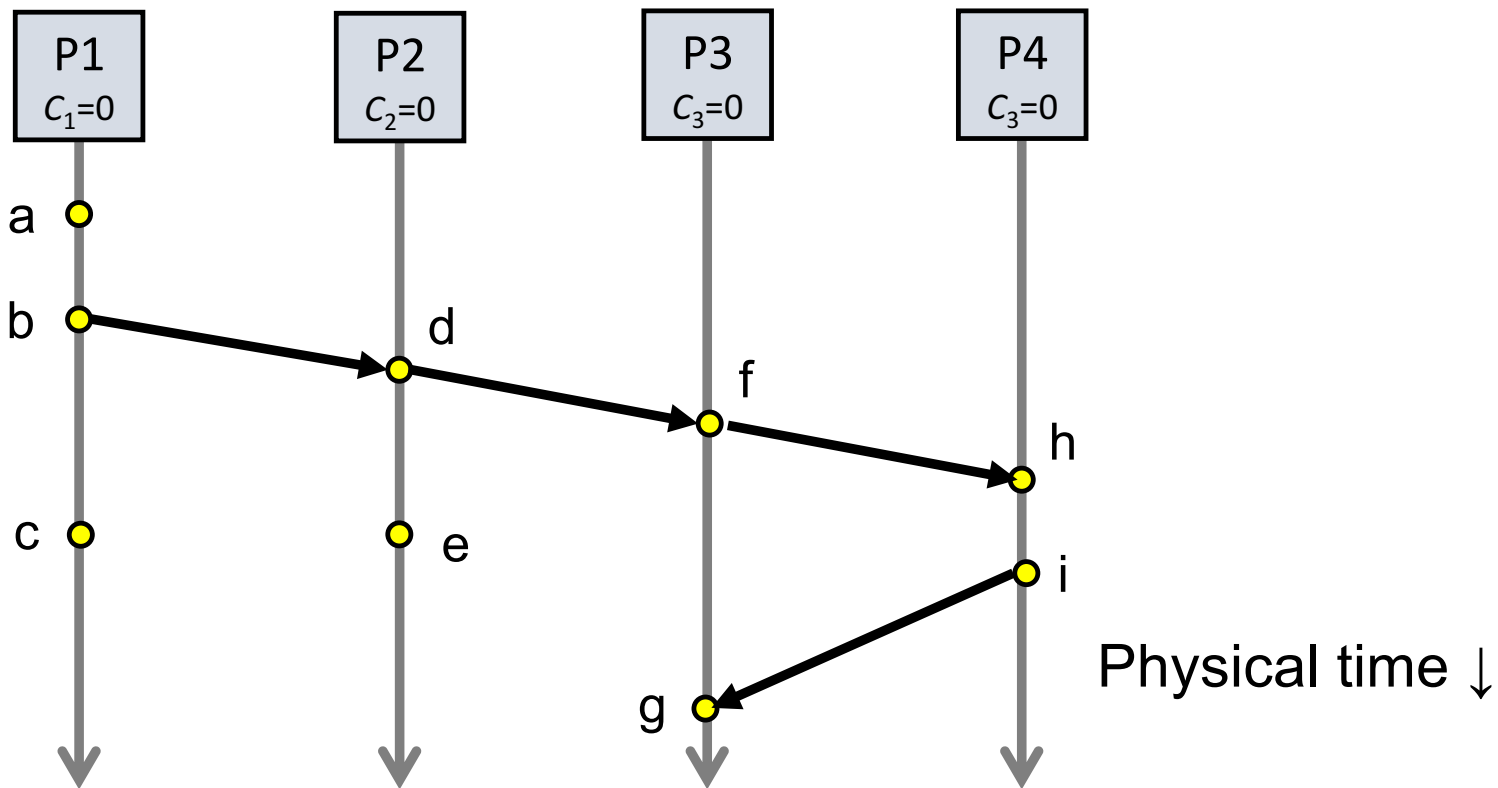 P1
C₁=0
P2
C₂=0
P3
C₃=0
P4
C₃=0
a
b
d
f
h
c
e
i
Physical time ↓
g